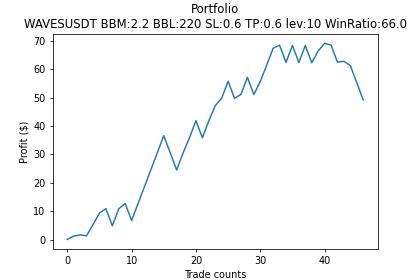 Portfolio
WAVESUSDT BBM:2.2 BBL:220 SL:0.6 TP:0.6 lev:10 WinRatio:66.0
70
60
50
40
30
20
10
0
Profit ($)
0 10 20 30 40
Trade counts